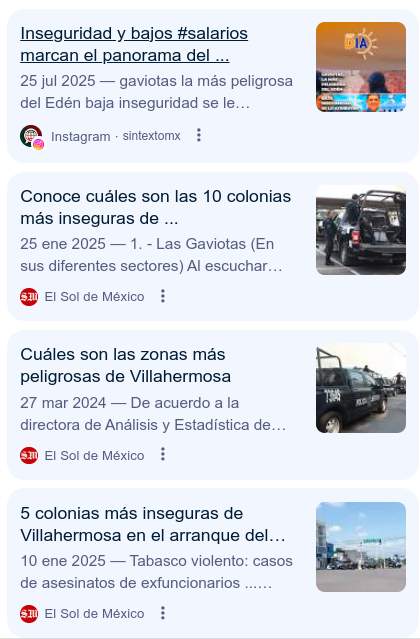 Inseguridad y bajos #salarios
marcan el panorama del ...
25 jul 2025 — gaviotas la más peligrosa
del Edén baja inseguridad se le…
Instagram · sintextomx
DIA
Conoce cuáles son las 10 colonias
más inseguras de ...
25 ene 2025 — 1. - Las Gaviotas (En
sus diferentes sectores) Al escuchar…
El Sol de México
Cuáles son las zonas más
peligrosas de Villahermosa
27 mar 2024 — De acuerdo a la
directora de Análisis y Estadística de…
El Sol de México
5 colonias más inseguras de
Villahermosa en el arranque del…
10 ene 2025 — Tabasco violento: casos
de asesinatos de exfuncionarios ...…
El Sol de México